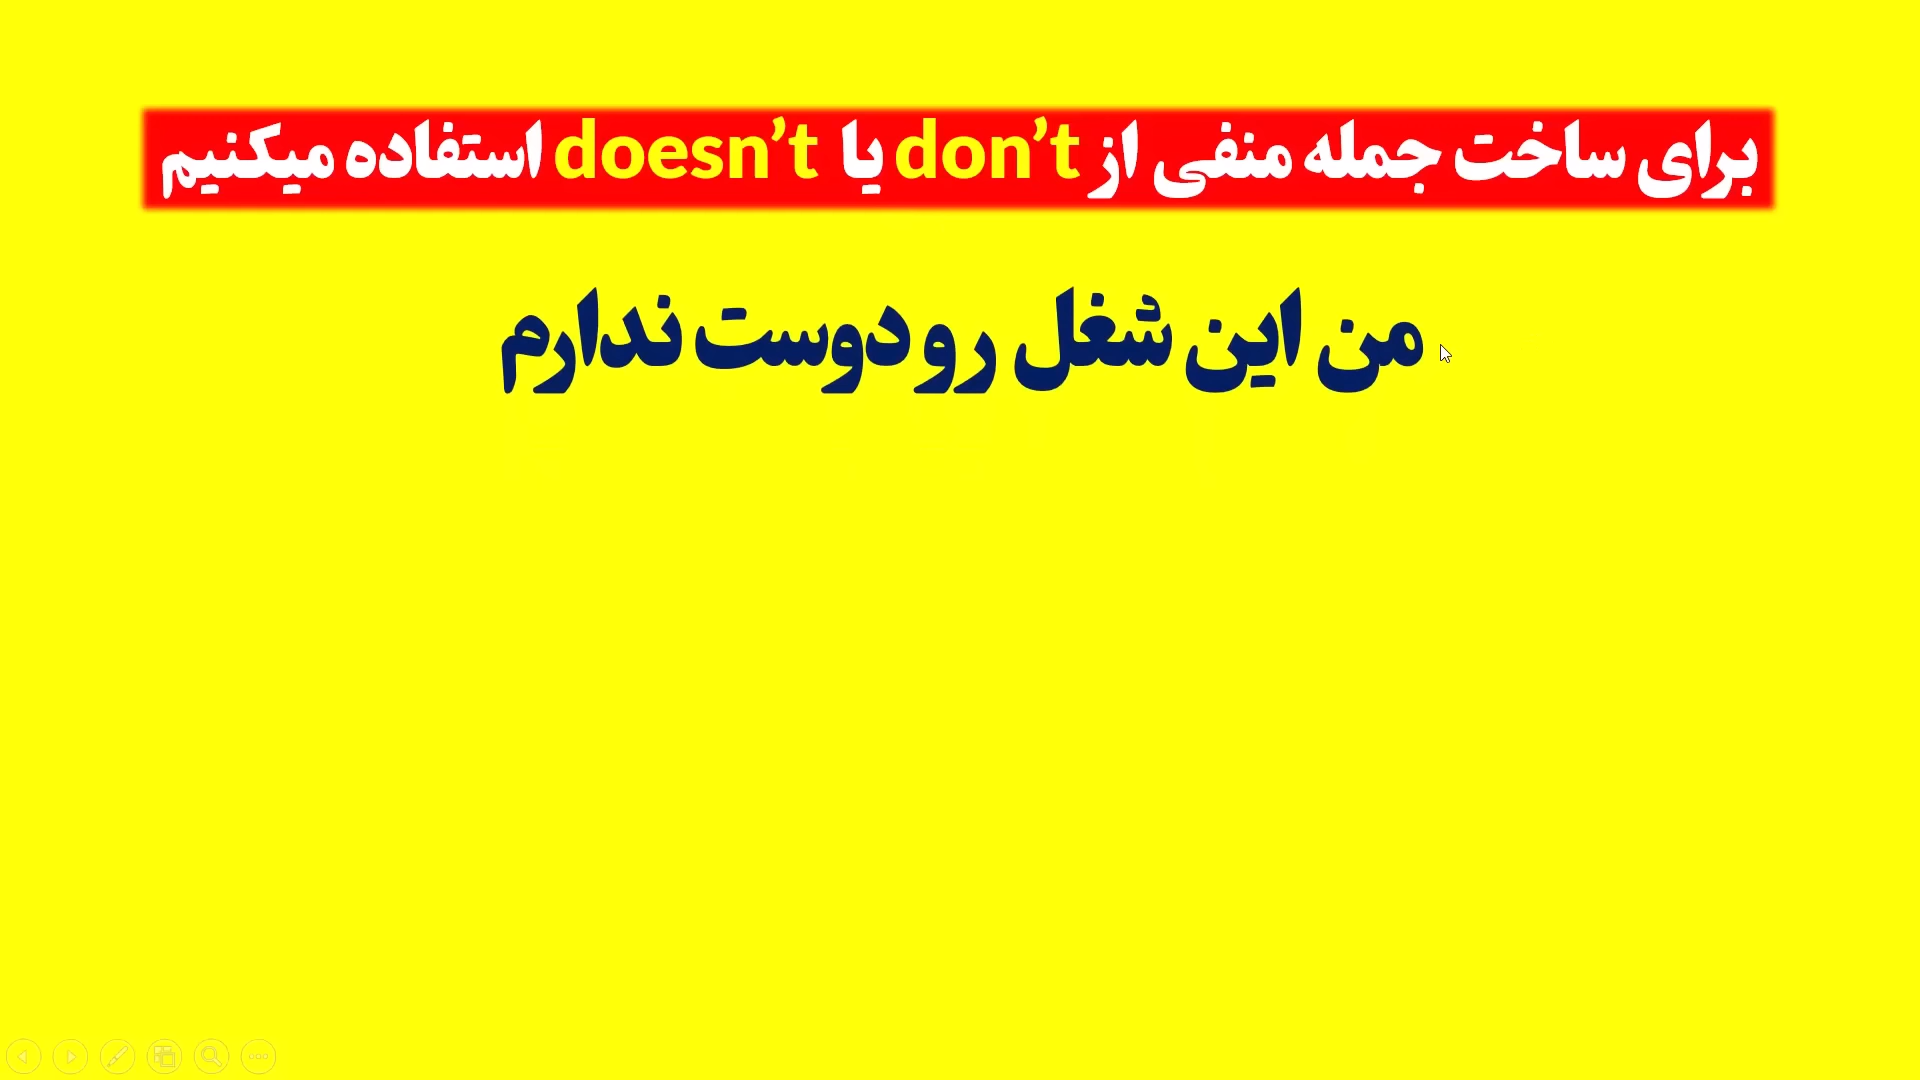 برای ساخت جمله منفی از don’t یا doesn’t استفاده میکنیم
من این شغل رو دوست ندارم